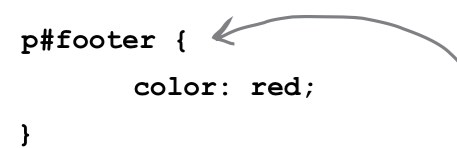 p#footer {
color: red;
}